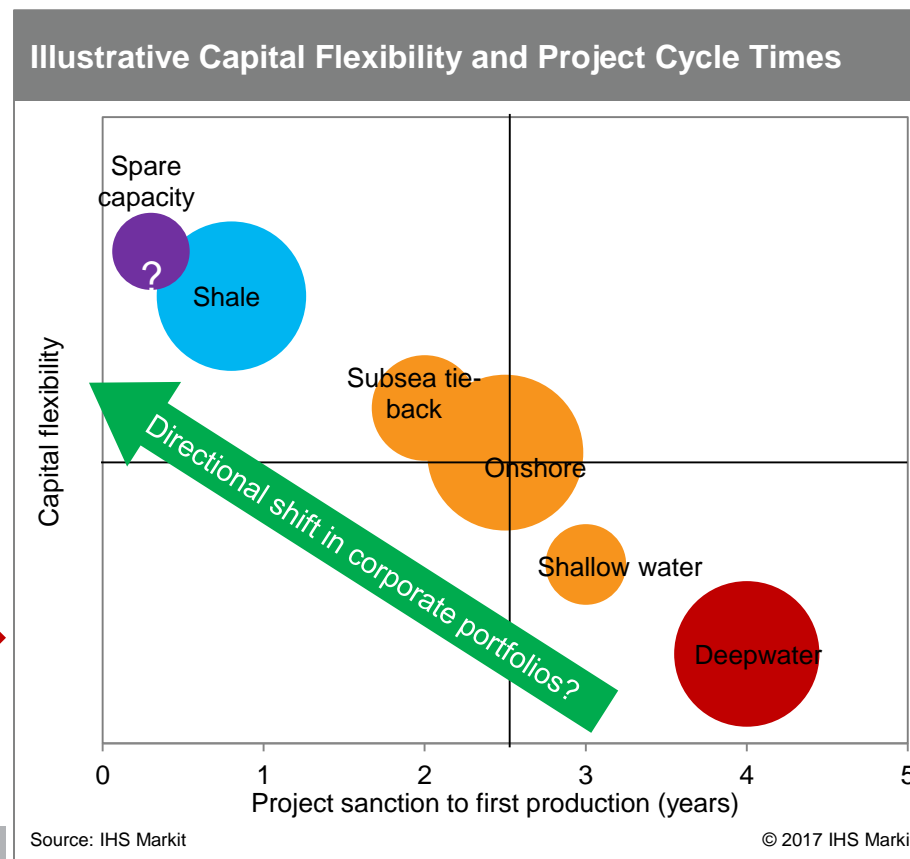 Illustrative Capital Flexibility and Project Cycle Times
Spare
capacity
?
Shale
Subsea tie-
back
Onshore
Shallow water
Deepwater
Directional shift in corporate portfolios?
Capital flexibility
0 1 2 3 4 5
Project sanction to first production (years)
Source: IHS Markit
© 2017 IHS Marki